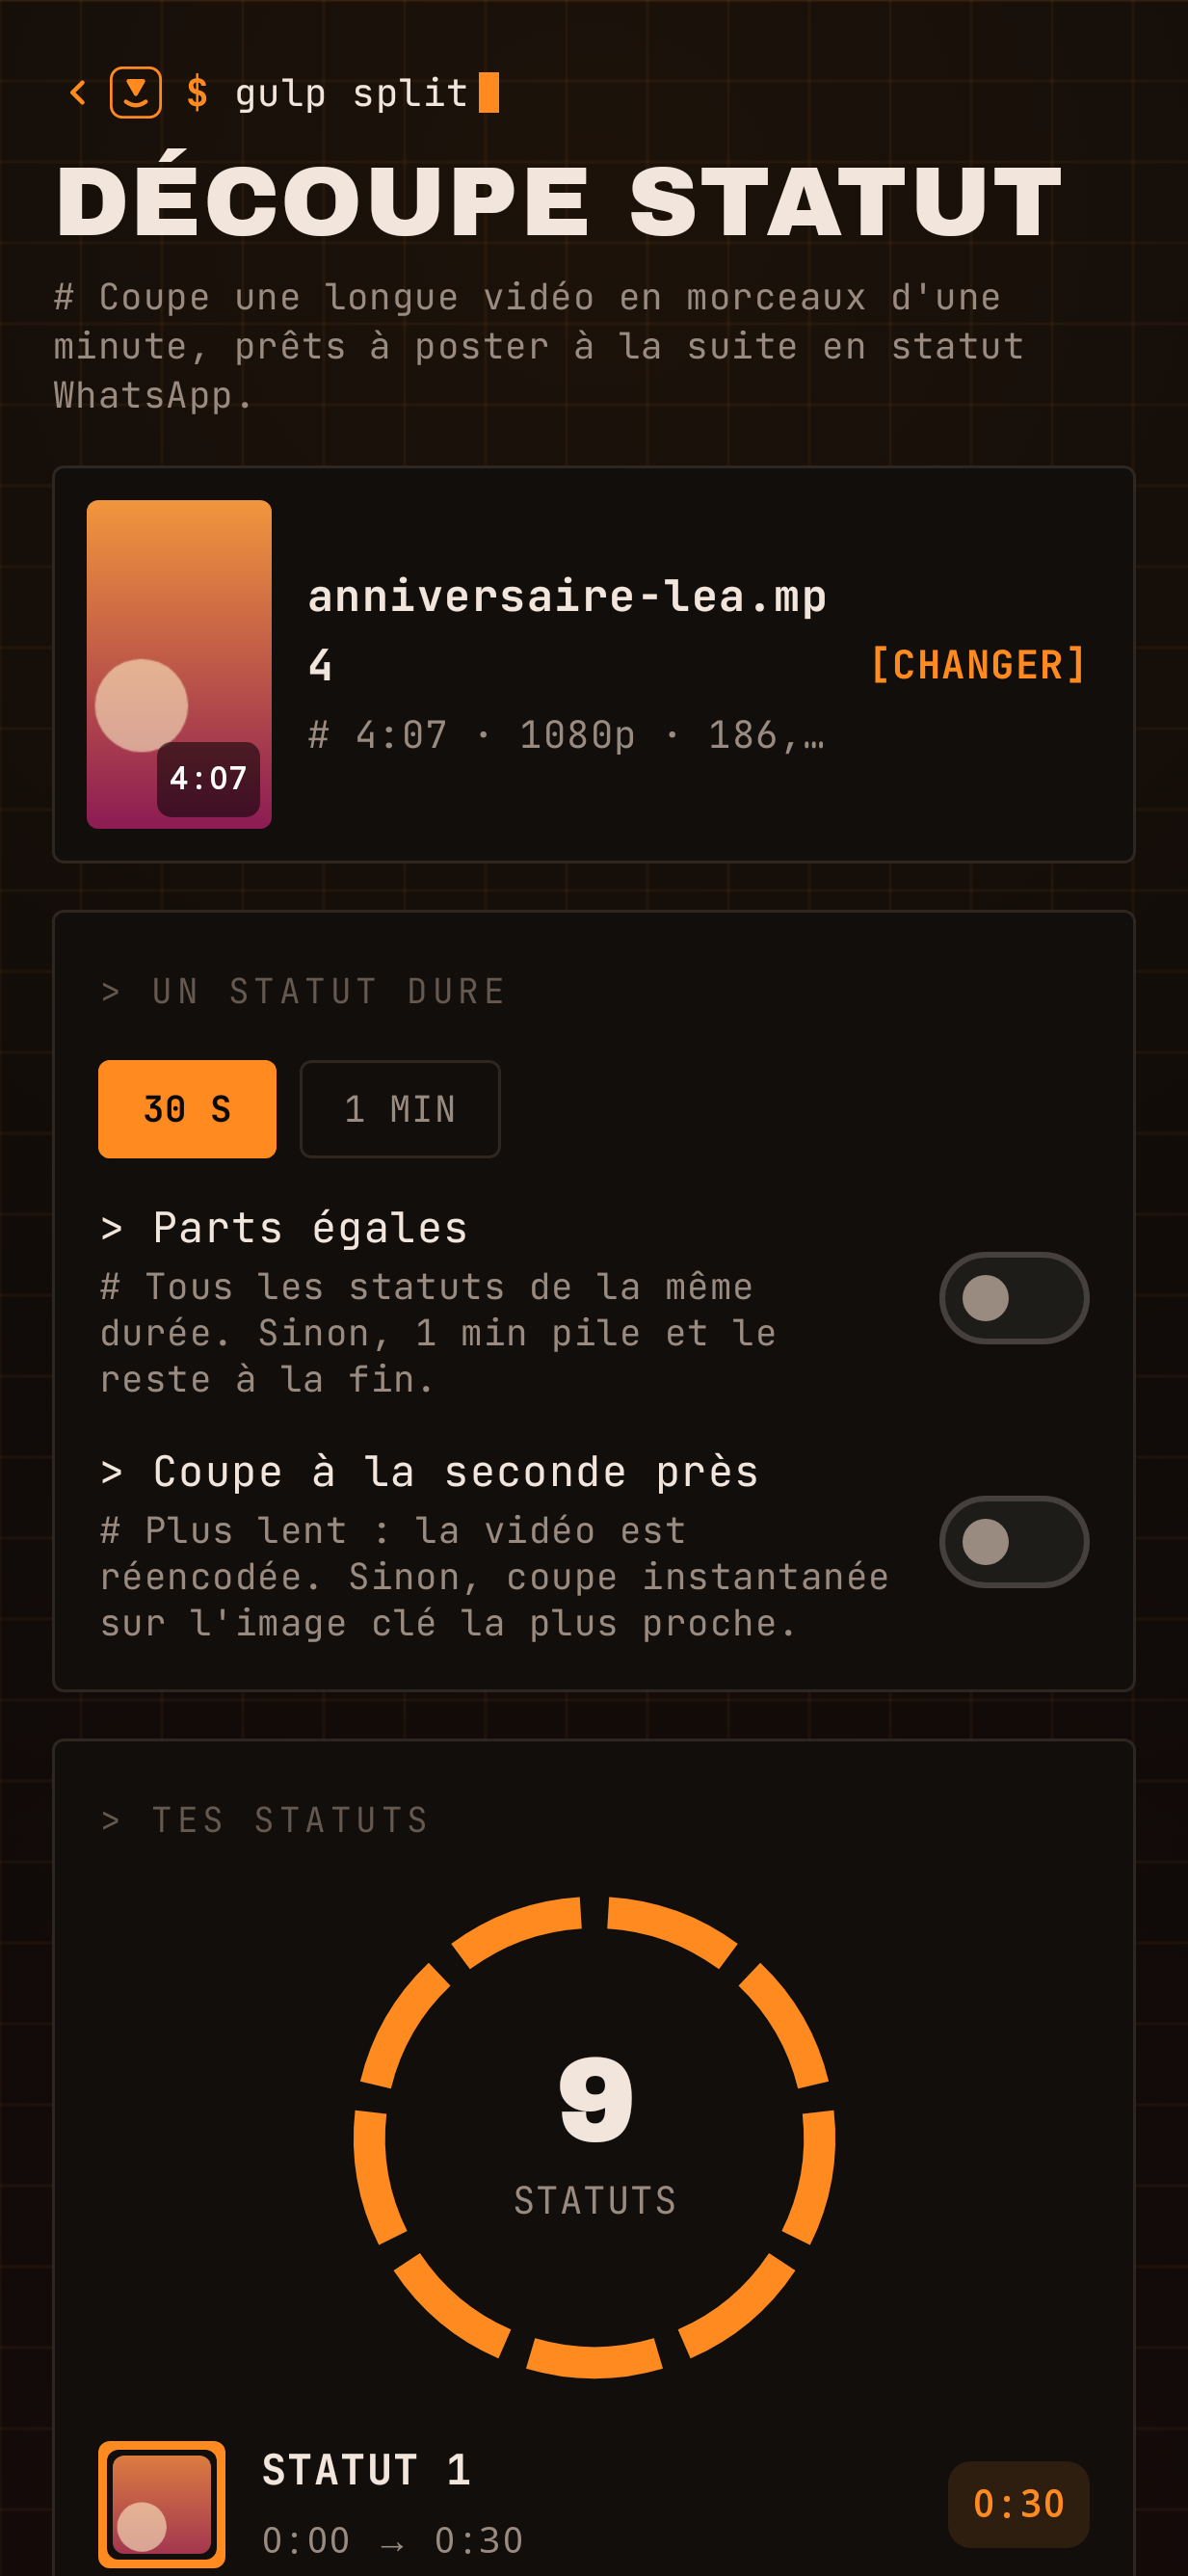 $ gulp split
DÉCOUPE STATUT
# Coupe une longue vidéo en morceaux d'une
minute, prêts à poster à la suite en statut
WhatsApp.
anniversaire-lea.mp
4
[CHANGER]
# 4:07 · 1080p · 186,…
4:07
> UN STATUT DURE
30 S
1 MIN
> Parts égales
# Tous les statuts de la même
durée. Sinon, 1 min pile et le
reste à la fin.
> Coupe à la seconde près
# Plus lent : la vidéo est
réencodée. Sinon, coupe instantanée
sur l'image clé la plus proche.
> TES STATUTS
9
STATUTS
STATUT 1
0:00 → 0:30
0:30